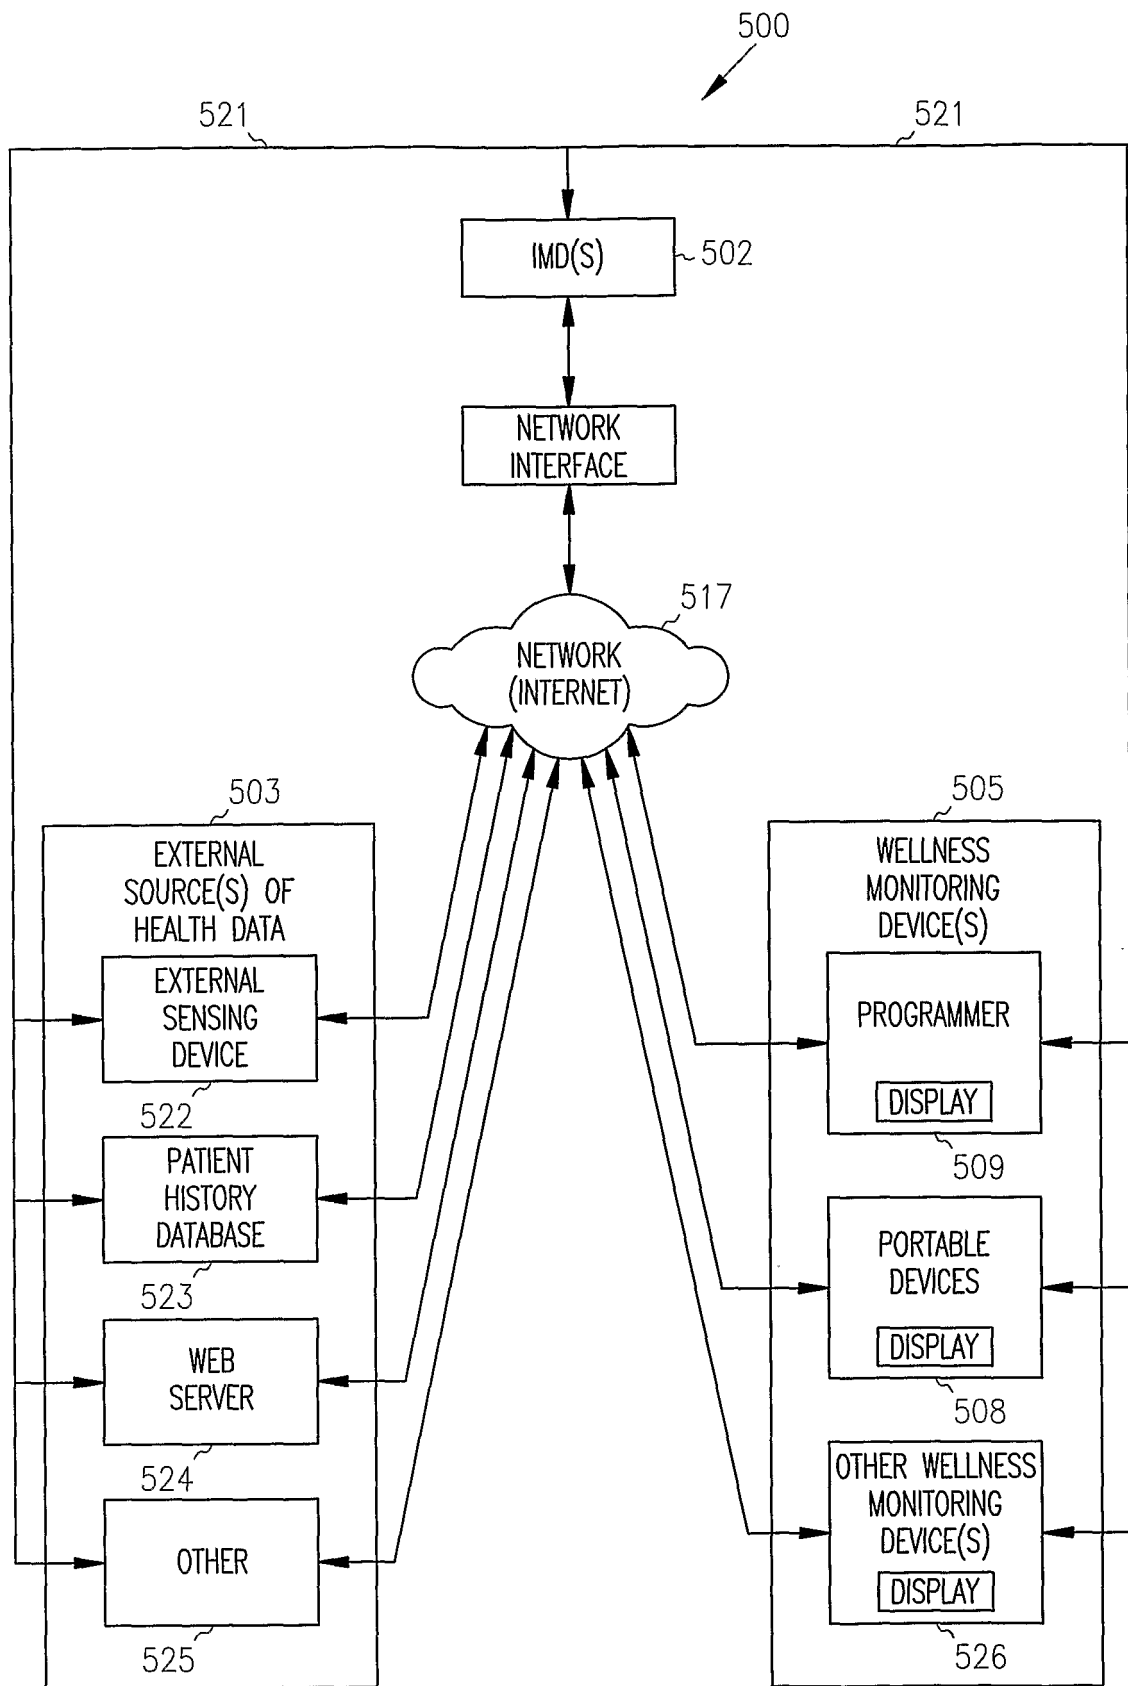 500
521
521
IMD(S)
502
NETWORK
INTERFACE
517
NETWORK
(INTERNET)
503
EXTERNAL
SOURCE(S) OF
HEALTH DATA
EXTERNAL
SENSING
DEVICE
522
PATIENT
HISTORY
DATABASE
523
WEB
SERVER
524
OTHER
525
505
WELLNESS
MONITORING
DEVICE(S)
PROGRAMMER
DISPLAY
509
PORTABLE
DEVICES
DISPLAY
508
OTHER WELLNESS
MONITORING
DEVICE(S)
DISPLAY
526